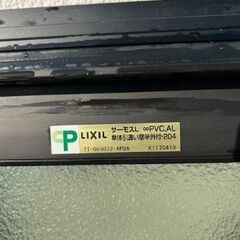 P LIXIL サーモスL ∞PVC,AL
単体引違い窓半外付-204
TT-069072-APDA K1170419